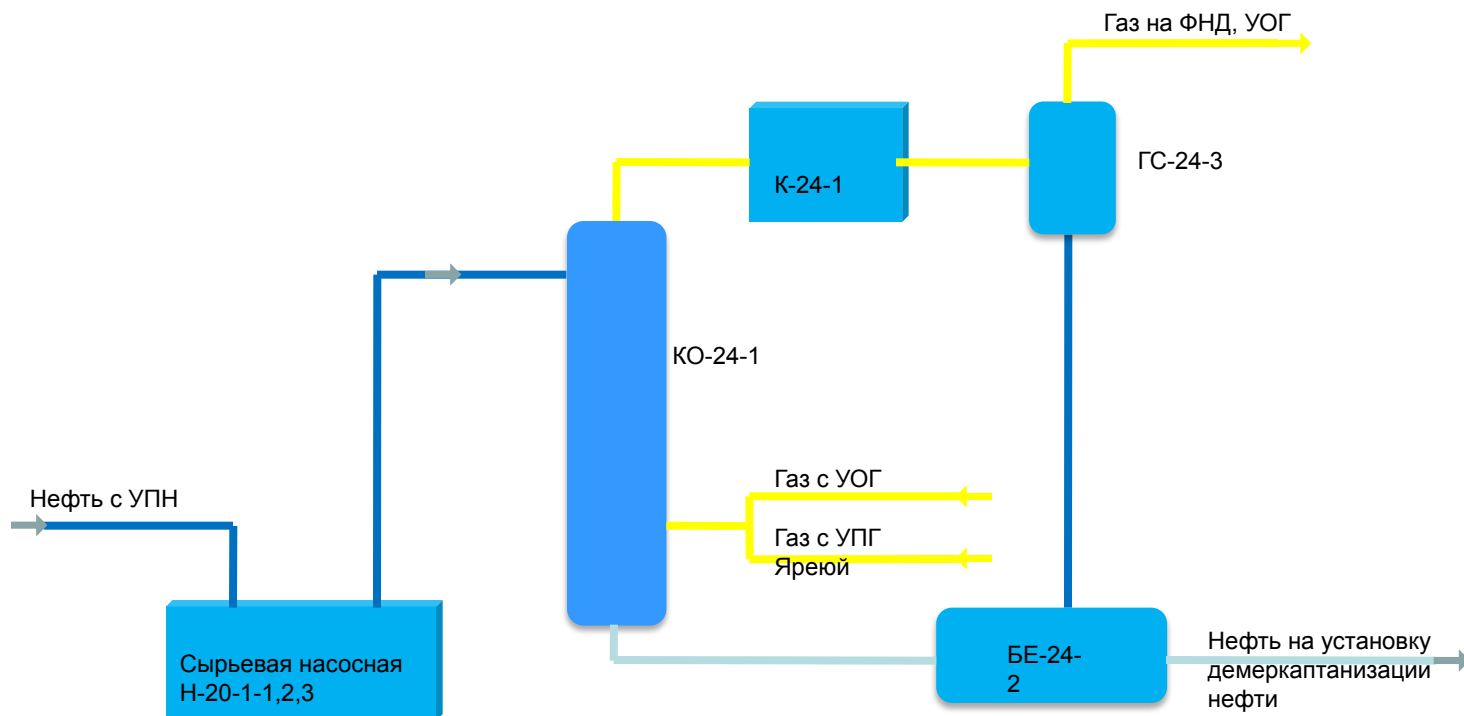 Газ на ФНД, УОГ
ГС-24-3
К-24-1
КО-24-1
Газ с УОГ
Нефть с УПН
Газ с УПГ
Яреюй
Сырьевая насосная
Н-20-1-1,2,3
БЕ-24-
2
Нефть на установку
демеркаптанизации
нефти